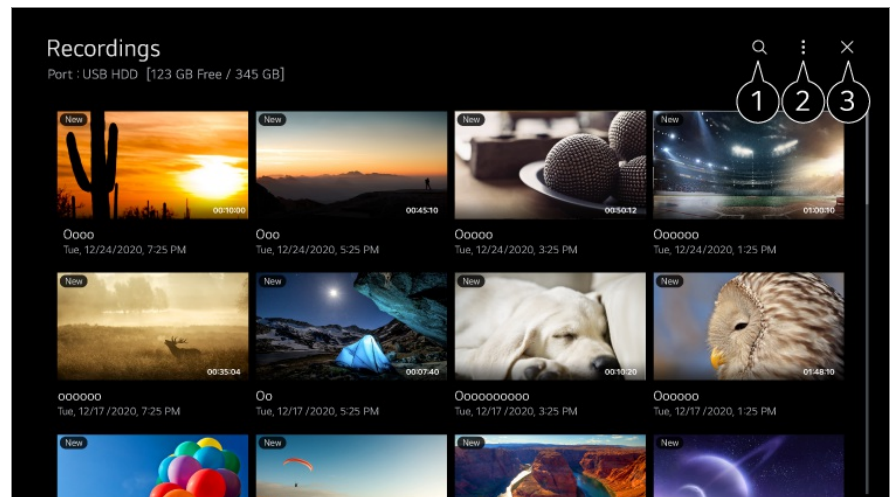 Recordings
Port : USB HDD [123 GB Free / 345 GB]
1 2 3
New New New New
00:10:00 00:45:10 00:50:12 01:00:10
Oooo Ooo Ooooo Oooooo
Tue, 12/24/2020, 7:25 PM Tue, 12/24/2020, 5:25 PM Tue, 12/24/2020, 3:25 PM Tue, 12/24/2020, 1:25 PM
New New New New
00:35:04 00:07:40 00:10:20 01:48:10
oooooo Oo Oooooooooo Oooooo
Tue, 12/17 /2020, 7:25 PM Tue, 12/17 /2020, 5:25 PM Tue, 12/17 /2020, 3:25 PM Tue, 12/17 /2020, 1:25 PM
New New New New